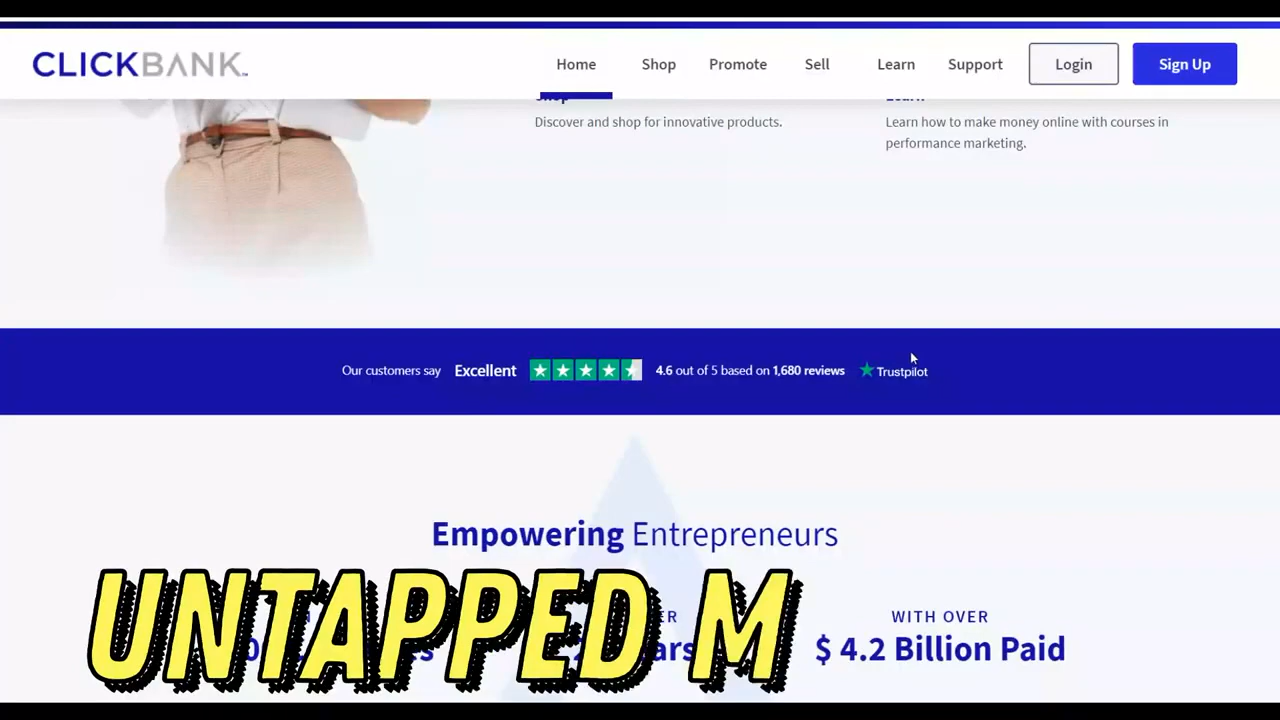 CLICKBANK
Home Shop Promote Sell Learn Support Login Sign Up
Discover and shop for innovative products.
Learn how to make money online with courses in
performance marketing.
Our customers say Excellent 4.6 out of 5 based on 1,680 reviews Trustpilot
Empowering Entrepreneurs
WITH OVER
$ 4.2 Billion Paid
UNTAPPED M